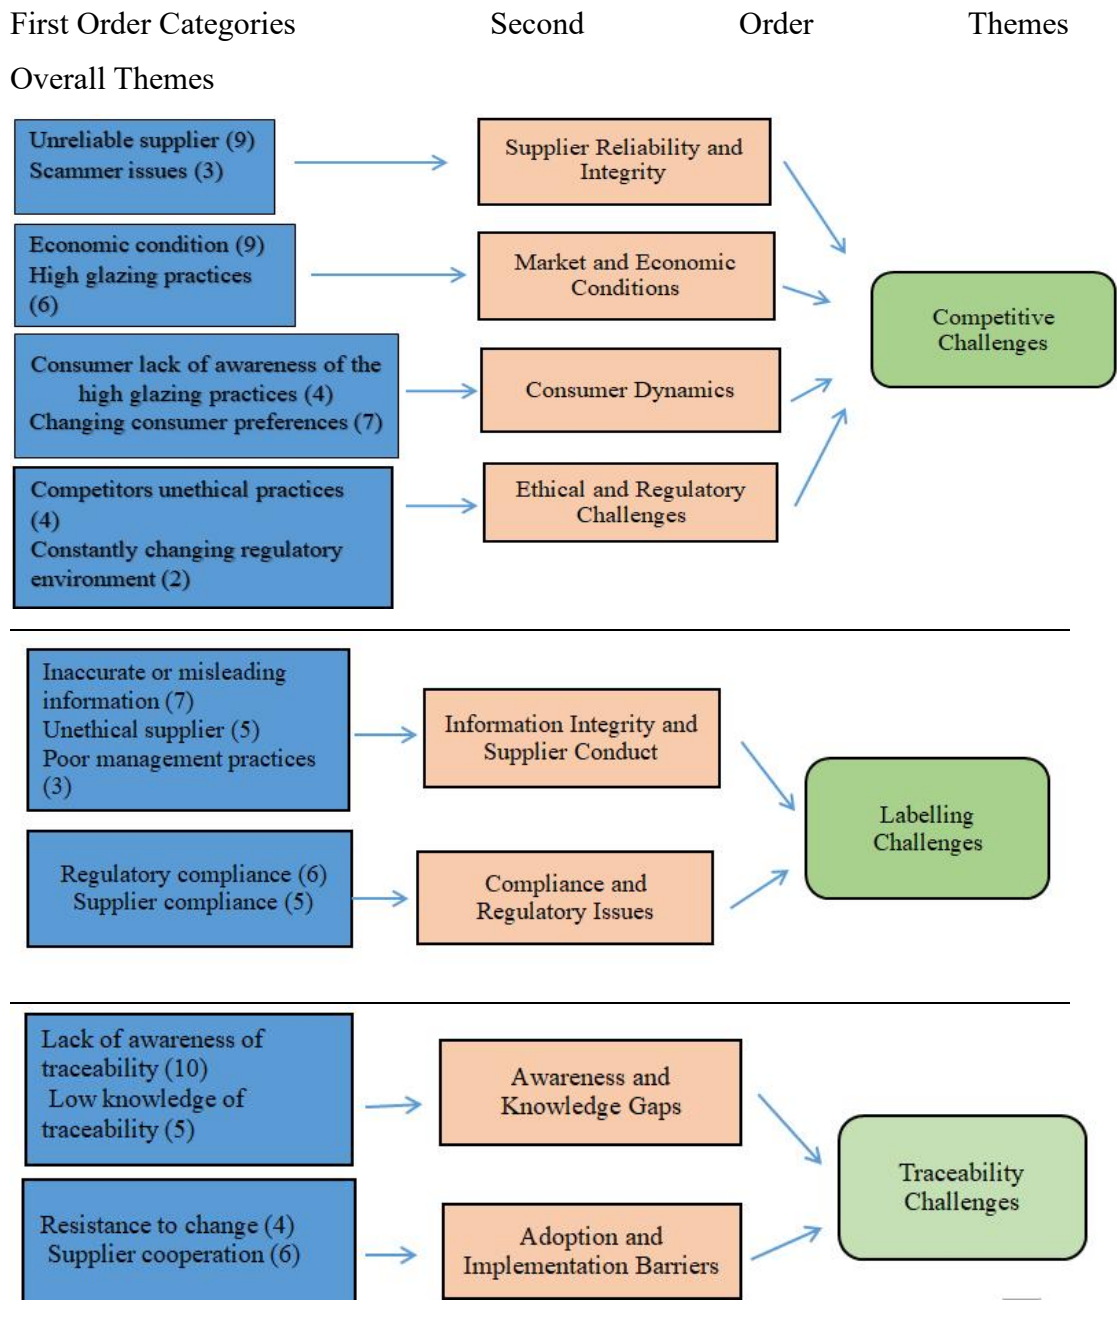 First Order Categories Second Order Themes
Overall Themes
Unreliable supplier (9)
Scammer issues (3)
Supplier Reliability and
Integrity
Economic condition (9)
High glazing practices
(6)
Market and Economic
Conditions
Consumer lack of awareness of the
high glazing practices (4)
Changing consumer preferences (7)
Consumer Dynamics
Competitors unethical practices
(4)
Constantly changing regulatory
environment (2)
Ethical and Regulatory
Challenges
Competitive
Challenges
Inaccurate or misleading
information (7)
Unethical supplier (5)
Poor management practices
(3)
Information Integrity and
Supplier Conduct
Regulatory compliance (6)
Supplier compliance (5)
Compliance and
Regulatory Issues
Labelling
Challenges
Lack of awareness of
traceability (10)
Low knowledge of
traceability (5)
Awareness and
Knowledge Gaps
Resistance to change (4)
Supplier cooperation (6)
Adoption and
Implementation Barriers
Traceability
Challenges